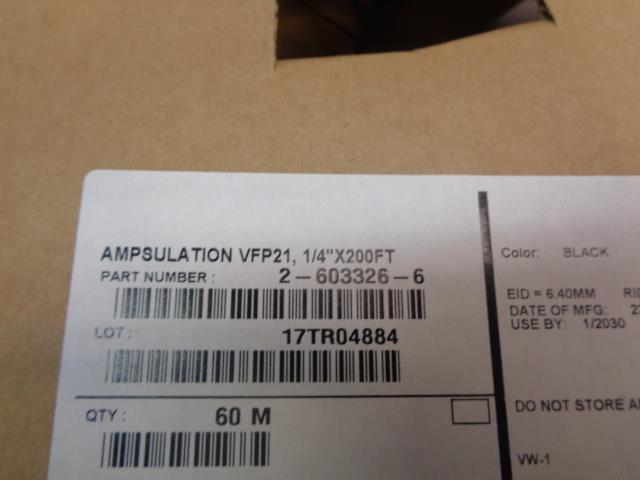 AMPSULATION VFP21, 1/4"X200FT
PART NUMBER : 2-603326-6
LOT: 17TR04884
QTY: 60 M
Color: BLACK
EID = 6.40MM
DATE OF MFG:
USE BY: 1/2030
DO NOT STORE
VW-1